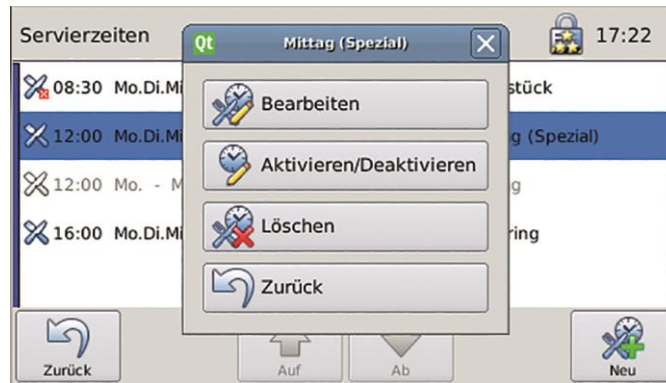 Servierzeiten
Qt Mittag (Spezial)
17:22
08:30 Mo.Di.Mi
stück
12:00 Mo.Di.Mi
g (Spezial)
12:00 Mo. - M
g
16:00 Mo.Di.Mi
ring
Bearbeiten
Aktivieren/Deaktivieren
Löschen
Zurück
Zurück
Auf
Ab
Neu